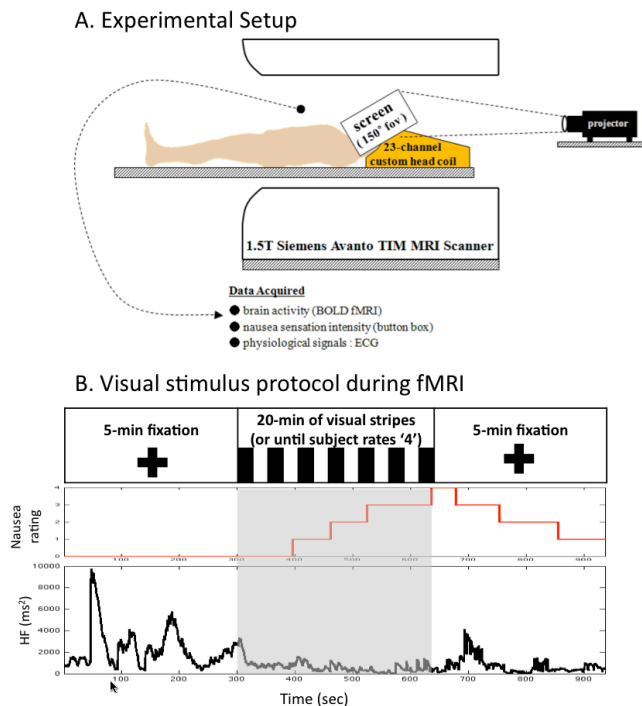 A. Experimental Setup
screen
(150° fov)
projector
23-channel
custom head coil
1.5T Siemens Avanto TIM MRI Scanner
Data Acquired
● brain activity (BOLD fMRI)
● nausea sensation intensity (button box)
● physiological signals : ECG
B. Visual stimulus protocol during fMRI
5-min fixation
20-min of visual stripes
(or until subject rates ‘4’)
5-min fixation
Nausea
rating
4
3
2
1
0
100 200 300 400 500 600 700 800 900
HF (ms²)
10000
8000
6000
4000
2000
0
0 100 200 300 400 500 600 700 800 900
Time (sec)